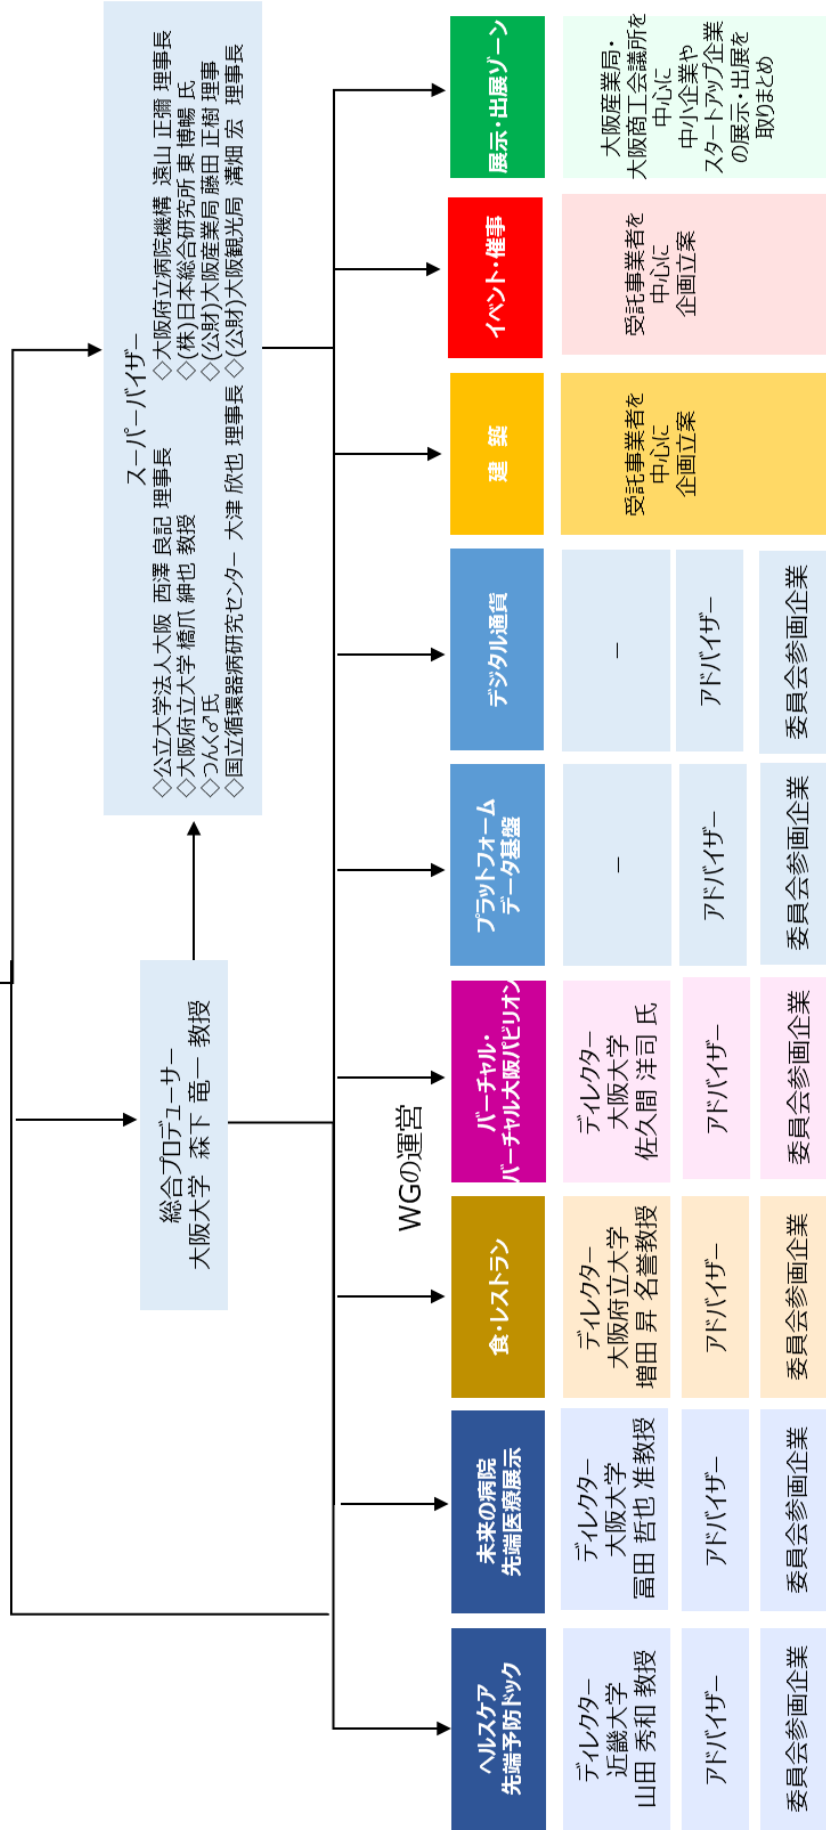 総合プロデューサー
大阪大学 森下 竜一 教授
スーパーバイザー
◇公立大学法人大阪 西澤 良記 理事長
◇大阪府立大学 橋爪 紳也 教授
◇つんく♂氏
◇国立循環器病研究センター 大津 欣也 理事長
◇大阪府立病院機構 遠山 正彌 理事長
◇(株)日本総合研究所 東 博暢 氏
◇(公財)大阪産業局 藤田 正樹 理事
◇(公財)大阪観光局 溝畑 宏 理事長
WGの運営
ヘルスケア
先端予防ドック
ディレクター
近畿大学
山田 秀和 教授
アドバイザー
委員会参画企業
未来の病院
先端医療展示
ディレクター
大阪大学
冨田 哲也 准教授
アドバイザー
委員会参画企業
食・レストラン
ディレクター
大阪府立大学
増田 昇 名誉教授
アドバイザー
委員会参画企業
バーチャル・
バーチャル大阪パビリオン
ディレクター
大阪大学
佐久間 洋司 氏
アドバイザー
委員会参画企業
プラットフォーム
データ基盤
－
アドバイザー
委員会参画企業
デジタル通貨
－
アドバイザー
委員会参画企業
建 築
受託事業者を
中心に
企画立案
イベント・催事
受託事業者を
中心に
企画立案
展示・出展ゾーン
大阪産業局・
大阪商工会議所を
中心に
中小企業や
スタートアップ企業
の展示・出展を
取りまとめ